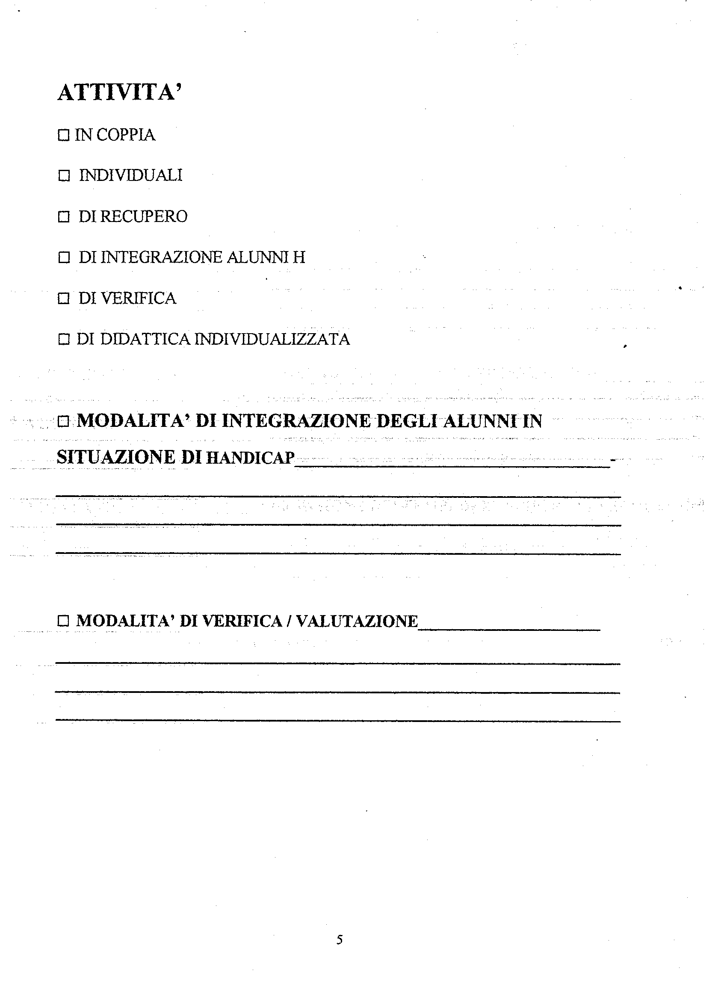 ATTIVITA’
□ IN COPPIA
□ INDIVIDUALI
□ DI RECUPERO
□ DI INTEGRAZIONE ALUNNI H
□ DI VERIFICA
□ DI DIDATTICA INDIVIDUALIZZATA
□ MODALITA’ DI INTEGRAZIONE DEGLI ALUNNI IN
SITUAZIONE DI HANDICAP
□ MODALITA’ DI VERIFICA / VALUTAZIONE
5